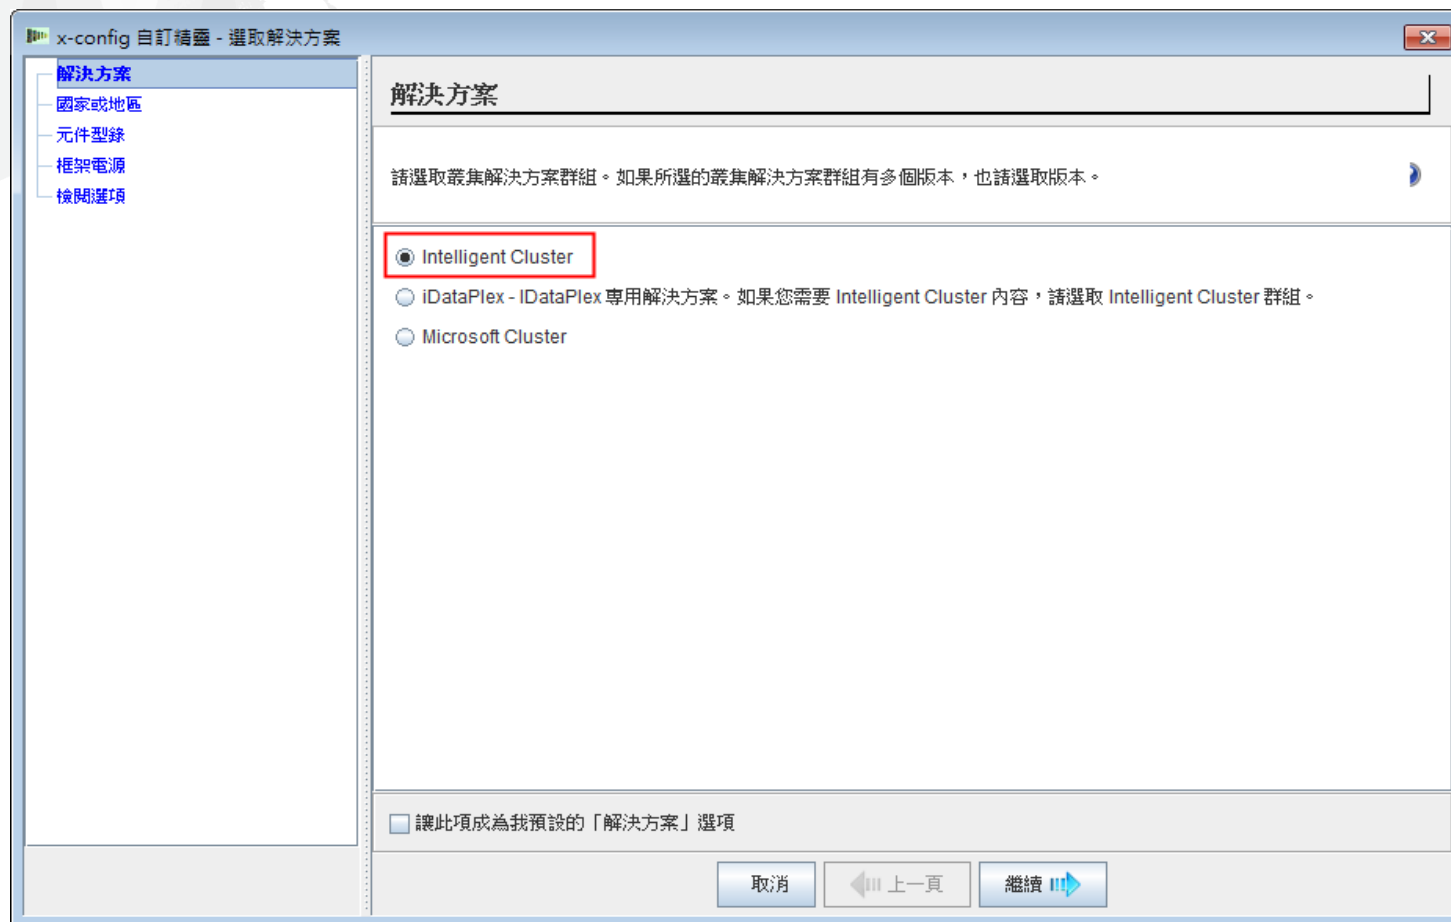 x-config 自訂精靈 - 選取解決方案
解決方案
國家或地區
元件型錄
框架電源
檢閱選項
解決方案
請選取叢集解決方案群組。如果所選的叢集解決方案群組有多個版本，也請選取版本。
Intelligent Cluster
iDataPlex - IDataPlex 專用解決方案。如果您需要 Intelligent Cluster 內容，請選取 Intelligent Cluster 群組。
Microsoft Cluster
讓此項成為我預設的「解決方案」選項
取消
上一頁
繼續